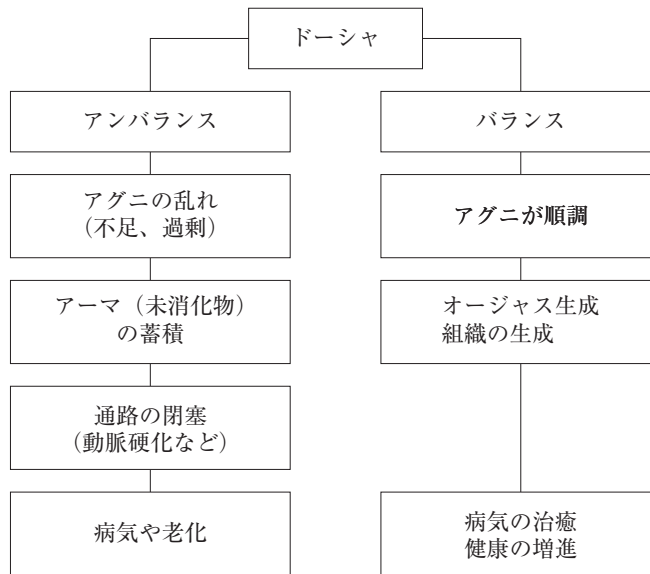 ドーシャ
アンバランス
バランス
アグニの乱れ
（不足、過剰）
アグニが順調
アーマ（未消化物）
の蓄積
オージャス生成
組織の生成
通路の閉塞
（動脈硬化など）
病気や老化
病気の治癒
健康の増進